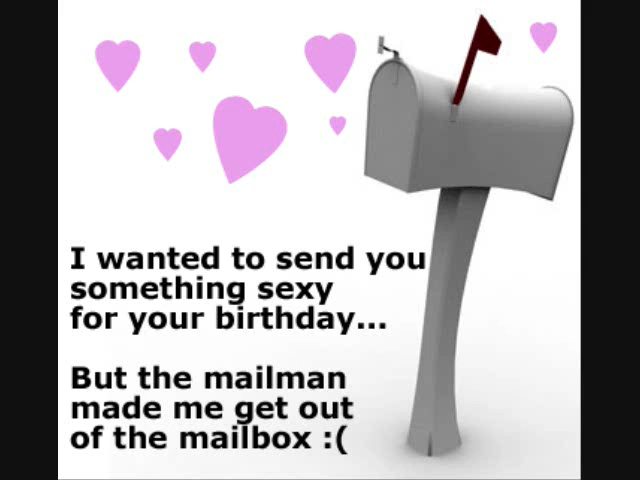 I wanted to send you
something sexy
for your birthday...
But the mailman
made me get out
of the mailbox :(